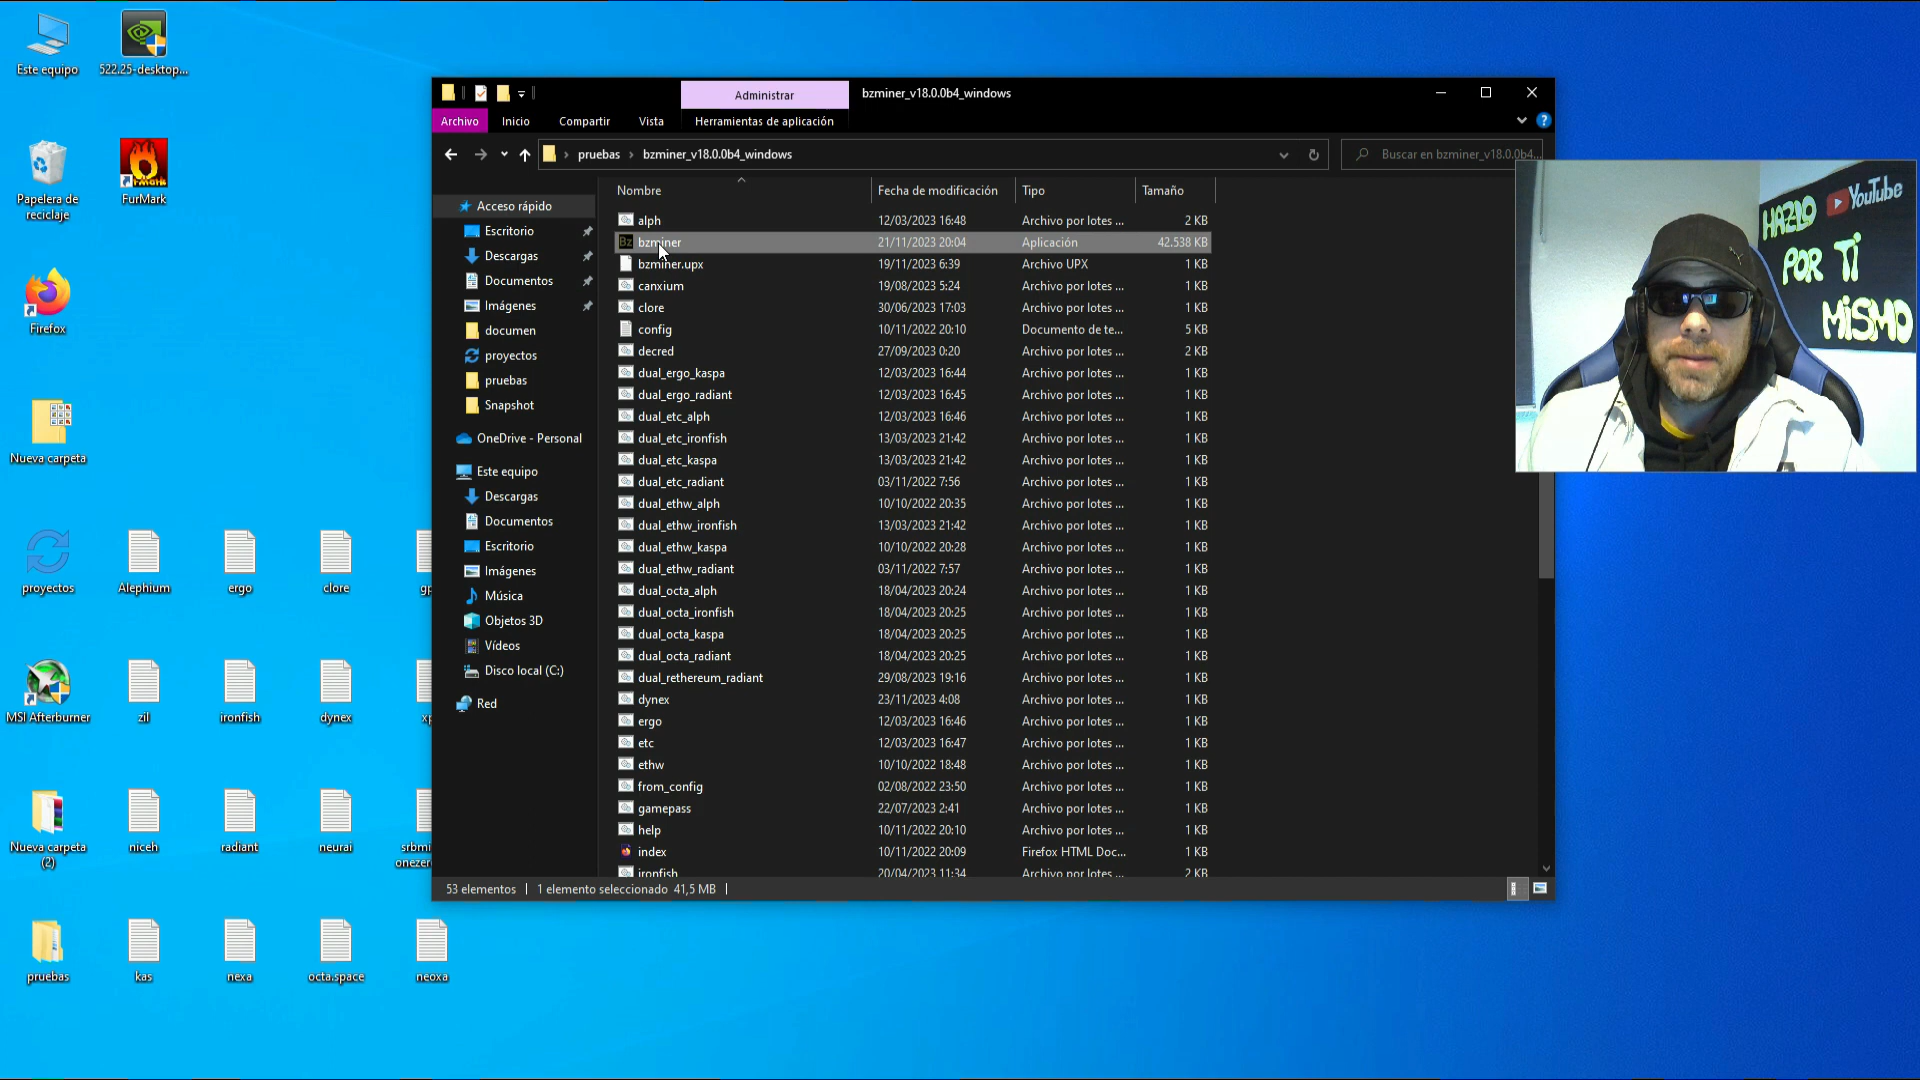 Este equipo
522.25-desktop...
Papelera de
reciclaje
FurMark
Firefox
Nueva carpeta
proyectos
Alephium
ergo
clore
MSI Afterburner
zil
ironfish
dynex
Nueva carpeta
(2)
niceh
radiant
neurai
pruebas
kas
nexa
octa.space
neoxa
Administrar
bzminer_v18.0.0b4_windows
Archivo
Inicio
Compartir
Vista
Herramientas de aplicación
pruebas
bzminer_v18.0.0b4_windows
Buscar en bzminer_v18.0.0b4...
Acceso rápido
Escritorio
Descargas
Documentos
Imágenes
documen
proyectos
pruebas
Snapshot
OneDrive - Personal
Este equipo
Descargas
Documentos
Escritorio
Imágenes
Música
Objetos 3D
Vídeos
Disco local (C:)
Red
Nombre Fecha de modificación Tipo Tamaño
alph 12/03/2023 16:48 Archivo por lotes ... 2 KB
bzminer 21/11/2023 20:04 Aplicación 42.538 KB
bzminer.upx 19/11/2023 6:39 Archivo UPX 1 KB
canxium 19/08/2023 5:24 Archivo por lotes ... 1 KB
clore 30/06/2023 17:03 Archivo por lotes ... 1 KB
config 10/11/2022 20:10 Documento de te... 5 KB
decred 27/09/2023 0:20 Archivo por lotes ... 2 KB
dual_ergo_kaspa 12/03/2023 16:44 Archivo por lotes ... 1 KB
dual_ergo_radiant 12/03/2023 16:45 Archivo por lotes ... 1 KB
dual_etc_alph 12/03/2023 16:46 Archivo por lotes ... 1 KB
dual_etc_ironfish 13/03/2023 21:42 Archivo por lotes ... 1 KB
dual_etc_kaspa 13/03/2023 21:42 Archivo por lotes ... 1 KB
dual_etc_radiant 03/11/2022 7:56 Archivo por lotes ... 1 KB
dual_ethw_alph 10/10/2022 20:35 Archivo por lotes ... 1 KB
dual_ethw_ironfish 13/03/2023 21:42 Archivo por lotes ... 1 KB
dual_ethw_kaspa 10/10/2022 20:28 Archivo por lotes ... 1 KB
dual_ethw_radiant 03/11/2022 7:57 Archivo por lotes ... 1 KB
dual_octa_alph 18/04/2023 20:24 Archivo por lotes ... 1 KB
dual_octa_ironfish 18/04/2023 20:25 Archivo por lotes ... 1 KB
dual_octa_kaspa 18/04/2023 20:25 Archivo por lotes ... 1 KB
dual_octa_radiant 18/04/2023 20:25 Archivo por lotes ... 1 KB
dual_rethereum_radiant 29/08/2023 19:16 Archivo por lotes ... 1 KB
dynex 23/11/2023 4:08 Archivo por lotes ... 1 KB
ergo 12/03/2023 16:46 Archivo por lotes ... 1 KB
etc 12/03/2023 16:47 Archivo por lotes ... 1 KB
ethw 10/10/2022 18:48 Archivo por lotes ... 1 KB
from_config 02/08/2022 23:50 Archivo por lotes ... 1 KB
gamepass 22/07/2023 2:41 Archivo por lotes ... 1 KB
help 10/11/2022 20:10 Archivo por lotes ... 1 KB
index 10/11/2022 20:09 Firefox HTML Doc... 1 KB
ironfish 20/04/2023 11:34 Archivo por lotes ... 2 KB
53 elementos
1 elemento seleccionado 41,5 MB
YouTube
HAZLO
POR TI
MISMO